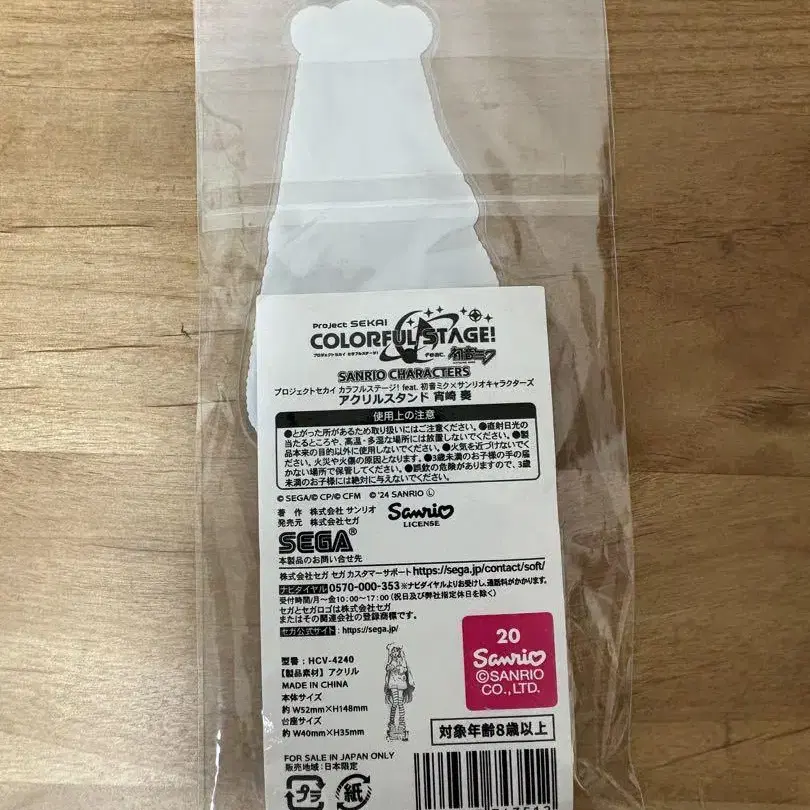 Project SEKAI
COLORFUL STAGE!
プロジェクトセカイ カラフルステージ! feat. 初音ミク
SANRIO CHARACTERS
プロジェクトセカイ カラフルステージ! feat. 初音ミク×サンリオキャラクターズ
アクリルスタンド 宵崎 奏
使用上の注意
●とがった所があるため取り扱いにはご注意ください。●直射日光の
当たるところや、高温・多湿な場所には放置しないでください。●製
品本来の目的以外に使用しないでください。●火気を近づけないでく
ださい。火災や火傷の原因となります。●3歳未満のお子様の手の届
かない場所で保管してください。●誤飲の危険がありますので、3歳
未満のお子様には絶対に与えないでください。
©SEGA/© CP/© CFM ©'24 SANRIO Ⓛ
著 作 株式会社 サンリオ
発売元 株式会社セガ
Sanrio
LICENSE
SEGA®
本製品のお問い合せ先
株式会社セガ セガ カスタマーサポート https://sega.jp/contact/soft/
ナビダイヤル 0570-000-353 ※ナビダイヤルよりお受けし、通話料がかかります。
受付時間/月〜金10:00〜17:00(祝日及び弊社指定休日を除く)
セガとセガロゴは株式会社セガ
またはその関連会社の登録商標です。
セガ公式サイト:https://sega.jp/
型番:HCV-4240
【製品素材】アクリル
MADE IN CHINA
本体サイズ
約 W52mm×H148mm
台座サイズ
約 W40mm×H35mm
20
Sanrio
©SANRIO
CO., LTD.
対象年齢8歳以上
FOR SALE IN JAPAN ONLY
販売地域:日本限定
プラ
紙